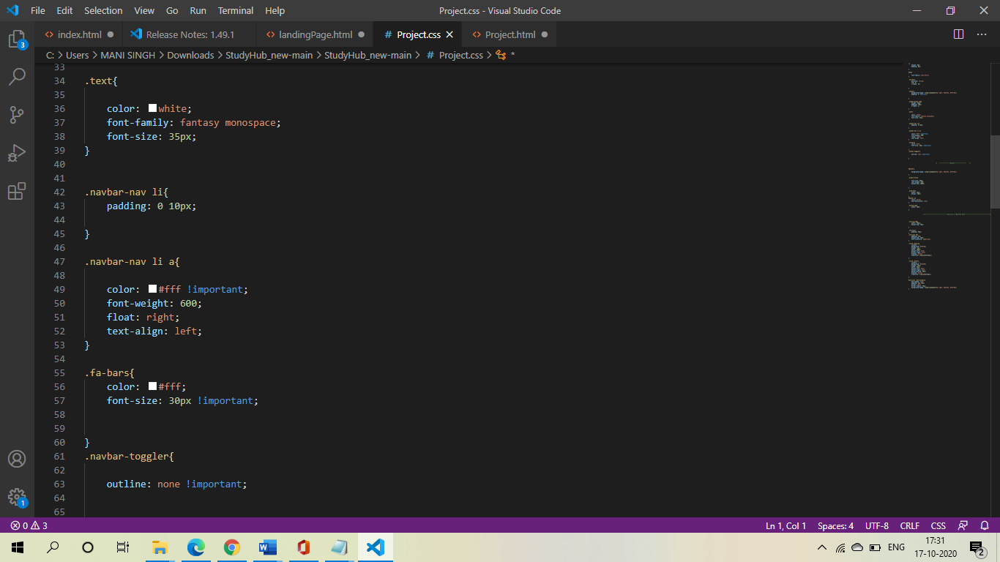 File Edit Selection View Go Run Terminal Help Project.css - Visual Studio Code
index.html Release Notes: 1.49.1 landingPage.html # Project.css Project.html
C: > Users > MANI SINGH > Downloads > StudyHub_new-main > StudyHub_new-main > # Project.css > *
3
33
34 .text{
35
36 color: white;
37 font-family: fantasy monospace;
38 font-size: 35px;
39 }
40
41
42 .navbar-nav li{
43 padding: 0 10px;
44
45 }
46
47 .navbar-nav li a{
48
49 color: #fff !important;
50 font-weight: 600;
51 float: right;
52 text-align: left;
53 }
54
55 .fa-bars{
56 color: #fff;
57 font-size: 30px !important;
58
59
60 }
61 .navbar-toggler{
62
63 outline: none !important;
64
65
1
0 3 Ln 1, Col 1 Spaces: 4 UTF-8 CRLF CSS
ENG 17:31
17-10-2020 2